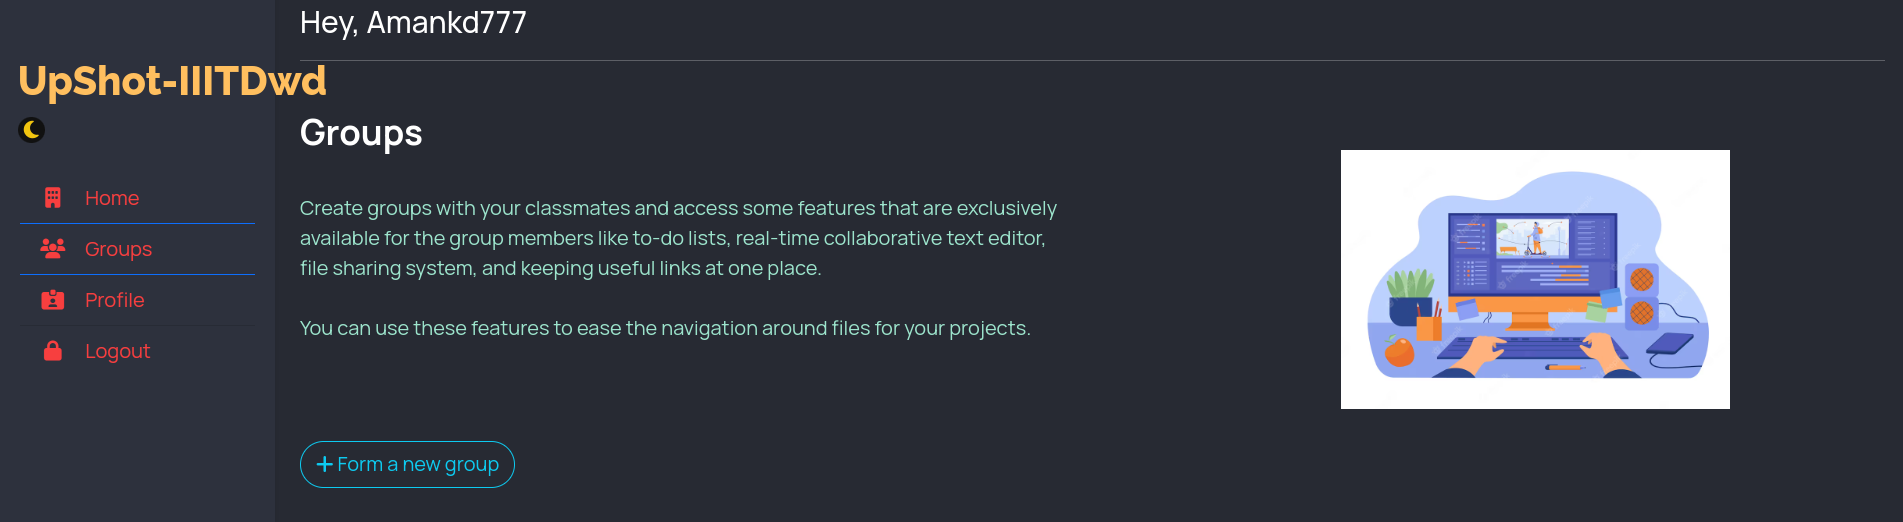 Hey, Amankd777
UpShot-IIITDwd
Home
Groups
Profile
Logout
Groups
Create groups with your classmates and access some features that are exclusively
available for the group members like to-do lists, real-time collaborative text editor,
file sharing system, and keeping useful links at one place.
You can use these features to ease the navigation around files for your projects.
+ Form a new group